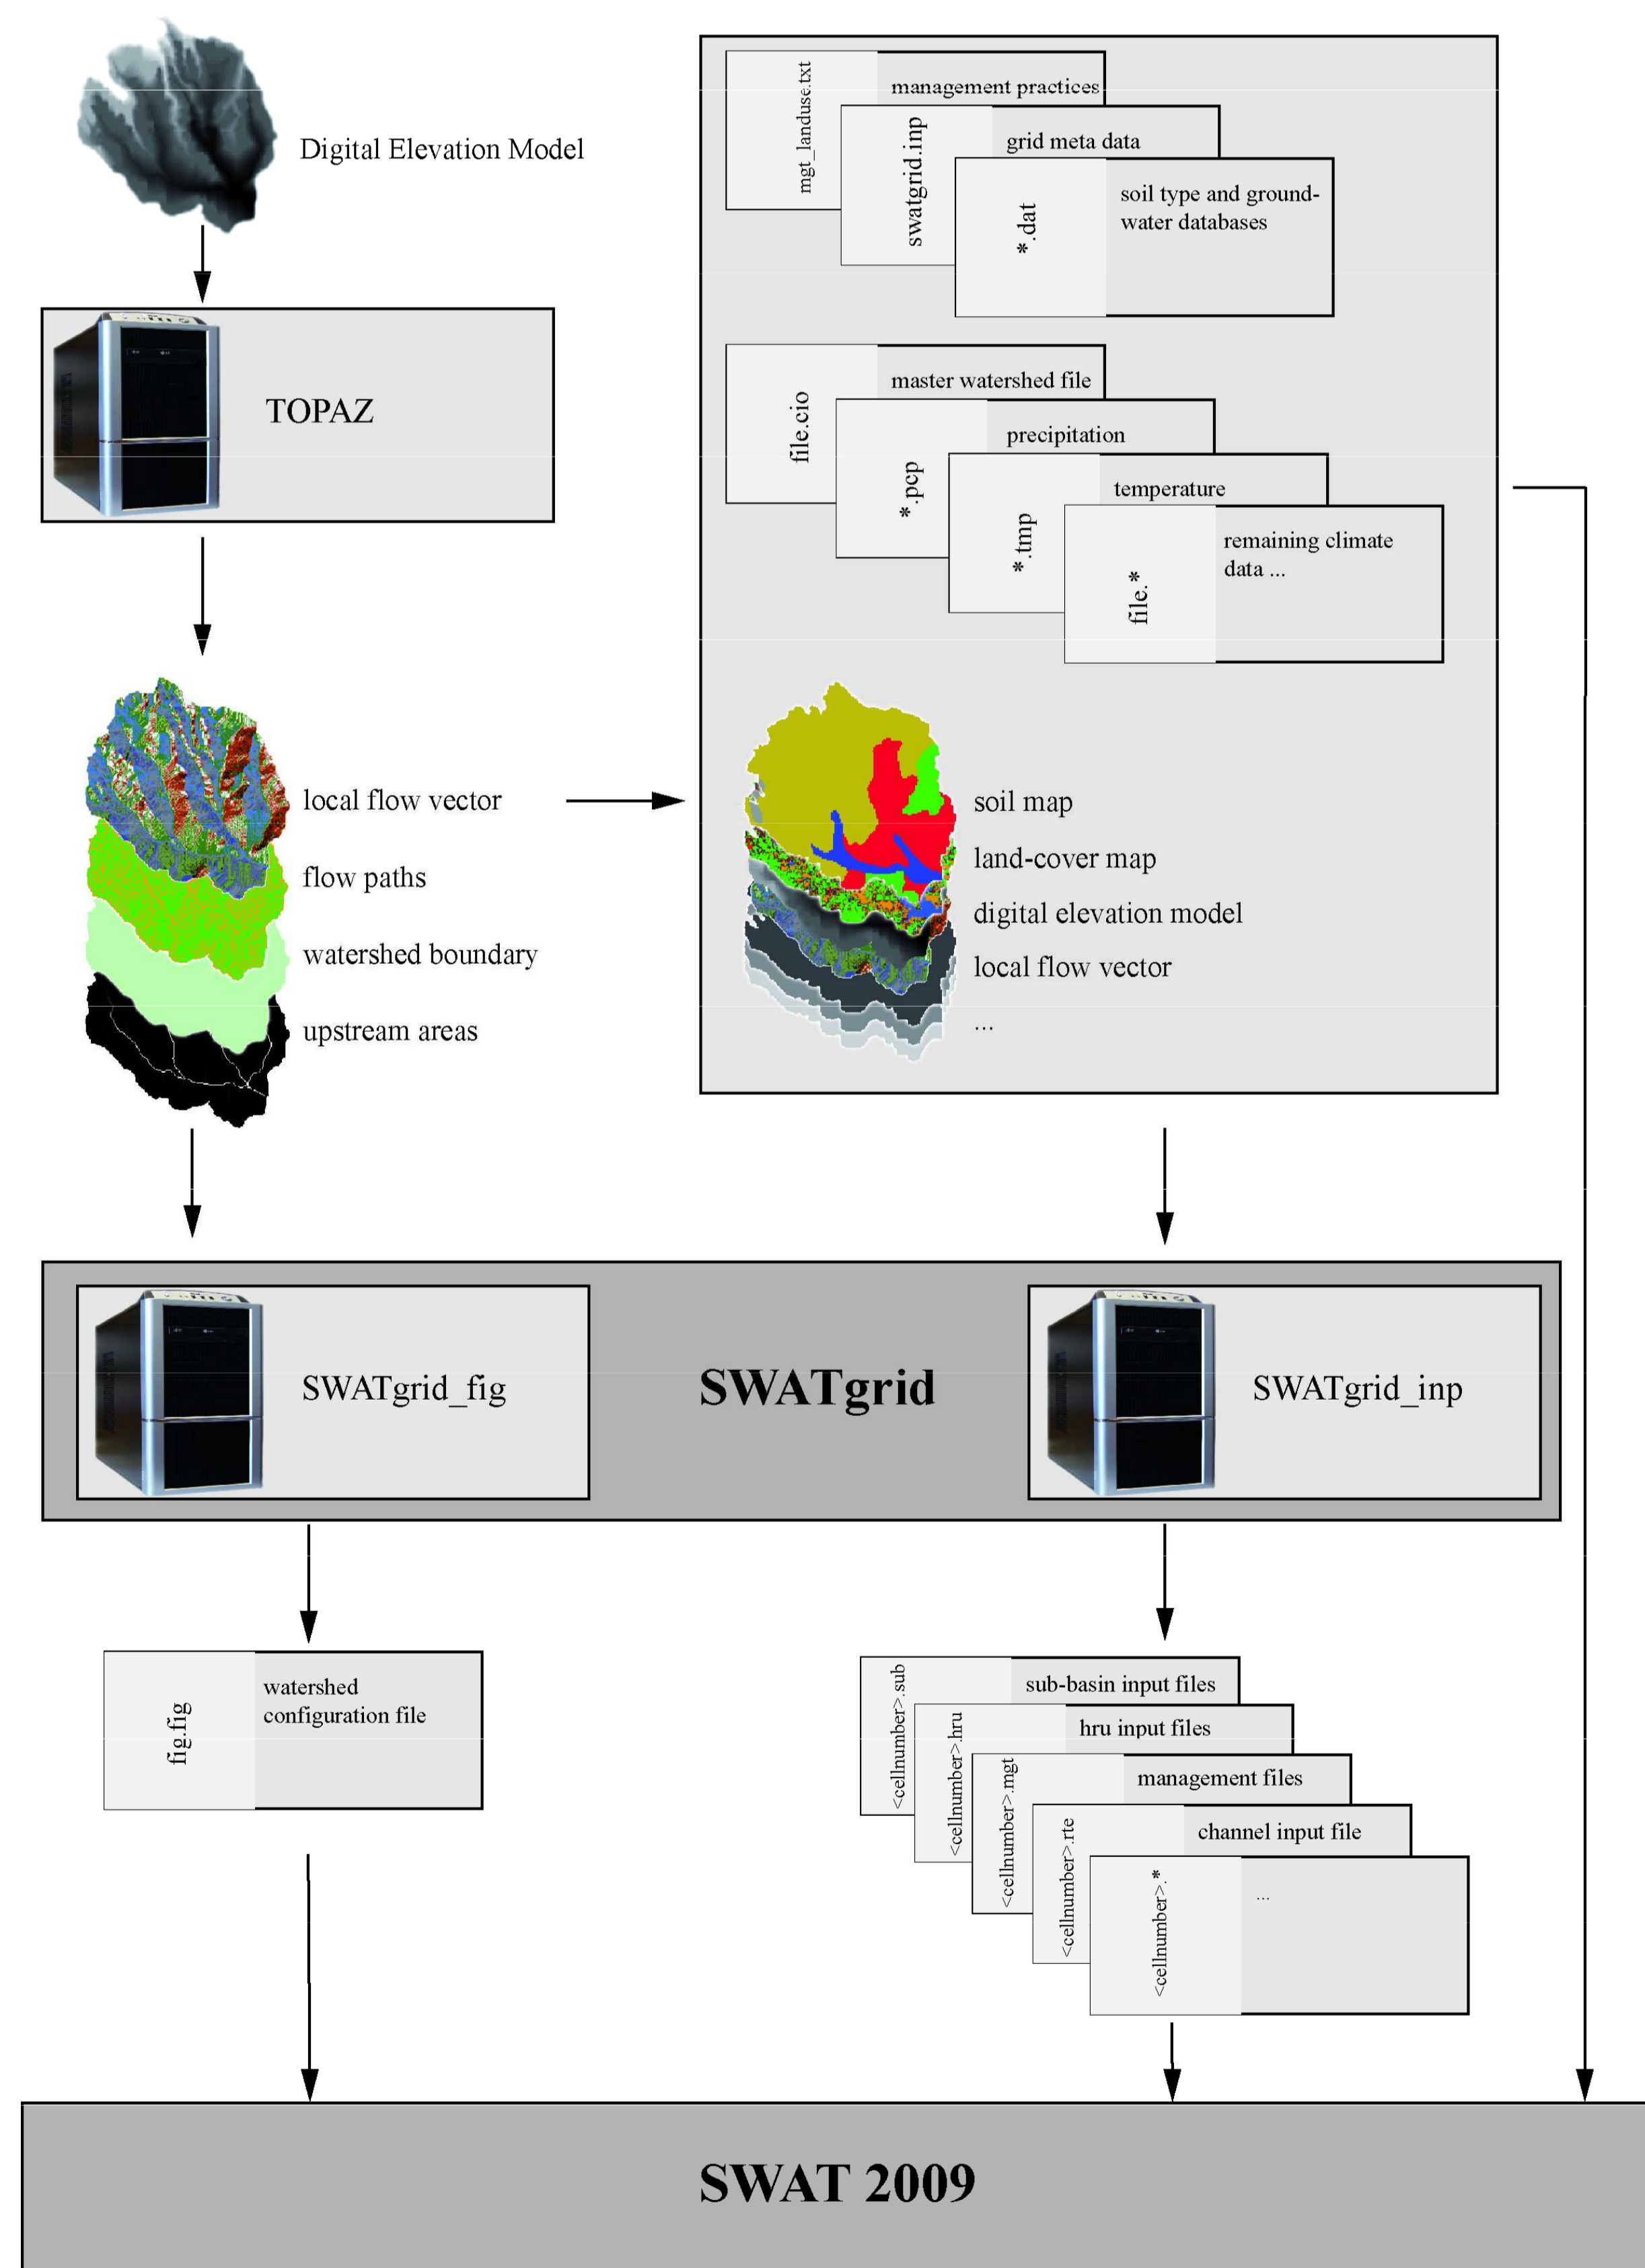 Digital Elevation Model
TOPAZ
local flow vector
flow paths
watershed boundary
upstream areas
mgt_landuse.txt
management practices
swatgrid.inp
grid meta data
*.dat
soil type and ground-
water databases
file.cio
master watershed file
*.pcp
precipitation
*.tmp
temperature
file.*
remaining climate
data ...
soil map
land-cover map
digital elevation model
local flow vector
...
SWATgrid_fig
SWATgrid
SWATgrid_inp
fig.fig
watershed
configuration file
<cellnumber>.sub
sub-basin input files
<cellnumber>.hru
hru input files
<cellnumber>.mgt
management files
<cellnumber>.rte
channel input file
<cellnumber>.*
...
SWAT 2009